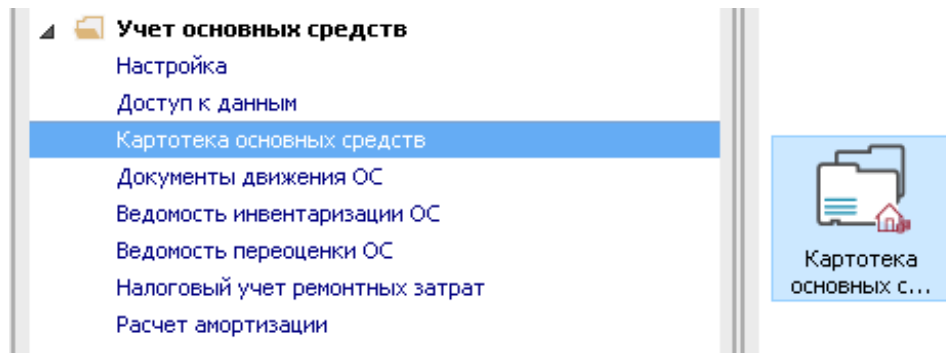 Учет основных средств
Настройка
Доступ к данным
Картотека основных средств
Документы движения ОС
Ведомость инвентаризации ОС
Ведомость переоценки ОС
Налоговый учет ремонтных затрат
Расчет амортизации
Картотека
основных с...